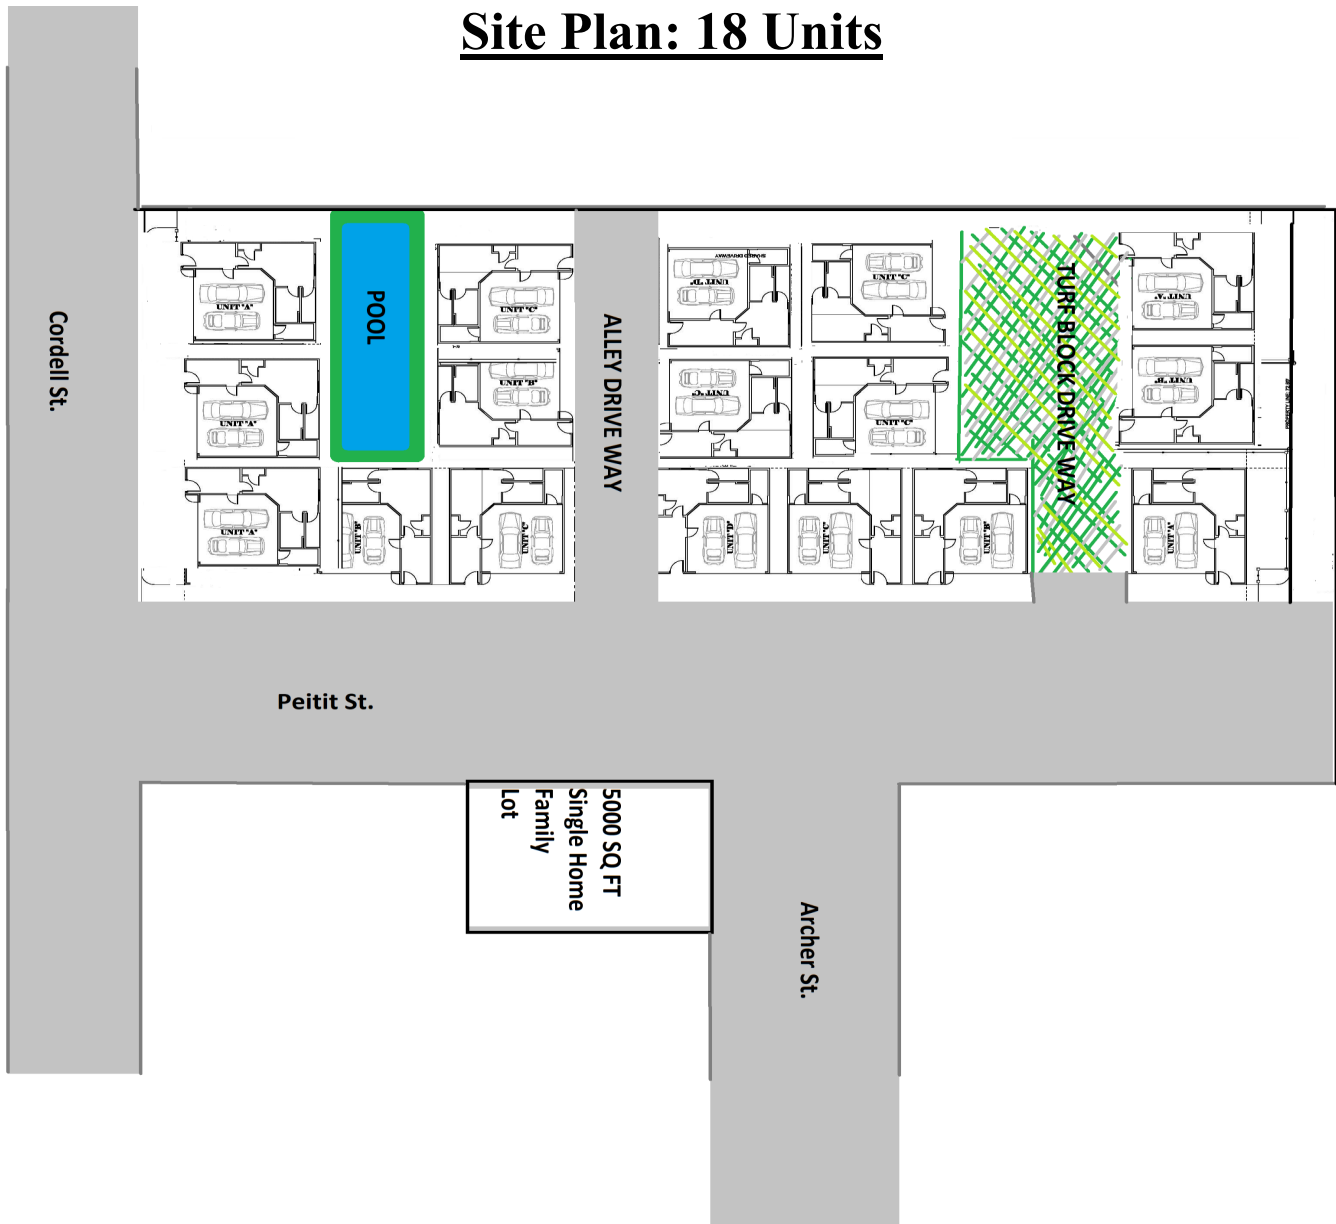 Site Plan: 18 Units
Cordell St.
POOL
ALLEY DRIVE WAY
TURF BLOCK DRIVE WAY
SHARED DRIVEWAY
UNIT "A"
UNIT "C"
UNIT "D"
UNIT "C"
UNIT "A"
UNIT "A"
UNIT "B"
UNIT "C"
UNIT "C"
UNIT "B"
UNIT "A"
UNIT "B"
UNIT "C"
UNIT "D"
UNIT "C"
UNIT "B"
UNIT "A"
Peitit St.
5000 SQ FT
Single Home
Family
Lot
Archer St.